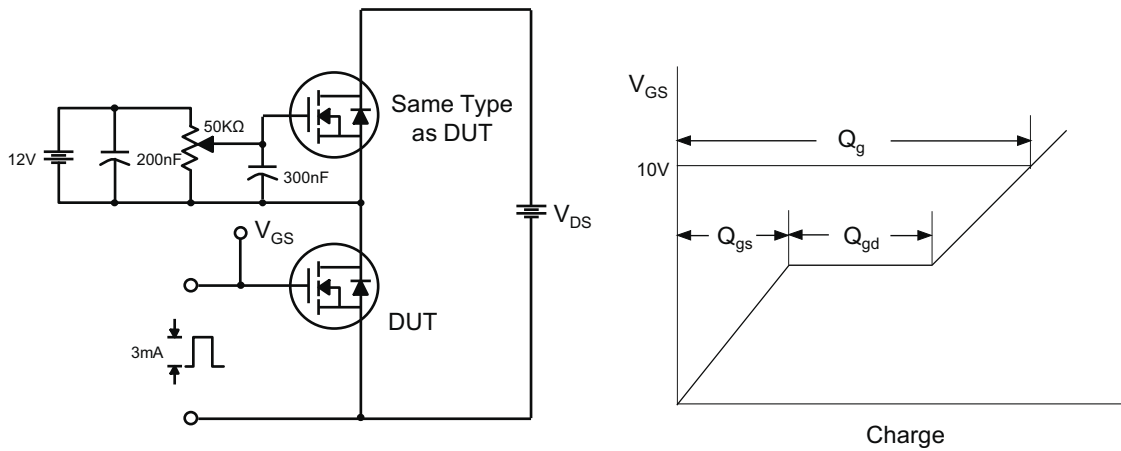 12V
200nF
50KΩ
300nF
Same Type
as DUT
V_DS
V_GS
DUT
3mA
V_GS
10V
Q_g
Q_gs
Q_gd
Charge